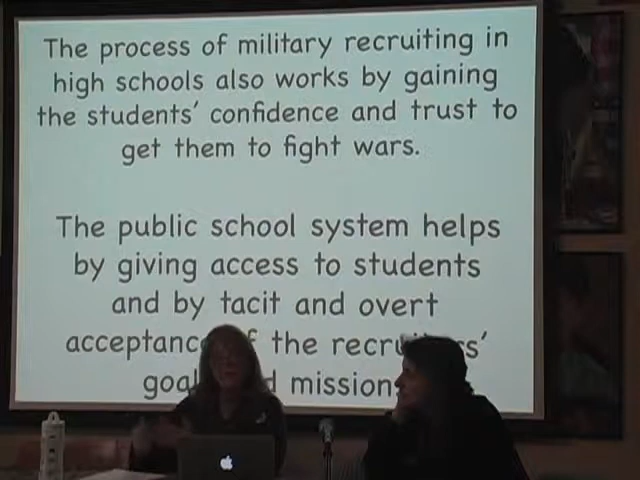 The process of military recruiting in
high schools also works by gaining
the students' confidence and trust to
get them to fight wars.
The public school system helps
by giving access to students
and by tacit and overt
the